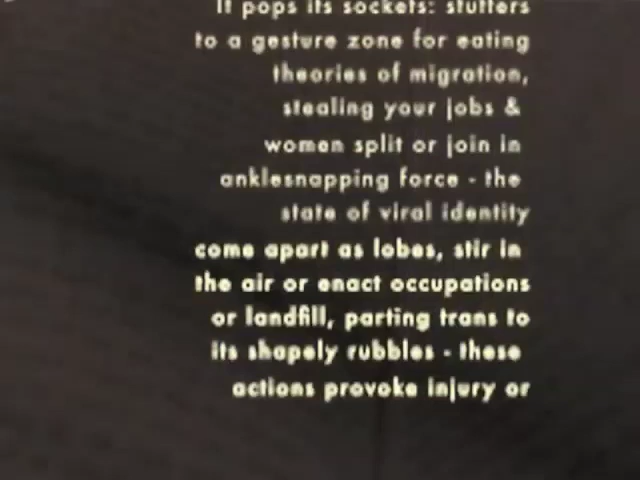 It pops its sockets: stutters
to a gesture zone for eating
theories of migration,
stealing your jobs &
women split or join in
anklesnapping force - the
state of viral identity
come apart as lobes, stir in
the air or enact occupations
or landfill, parting trans to
its shapely rubbles - these
actions provoke injury or